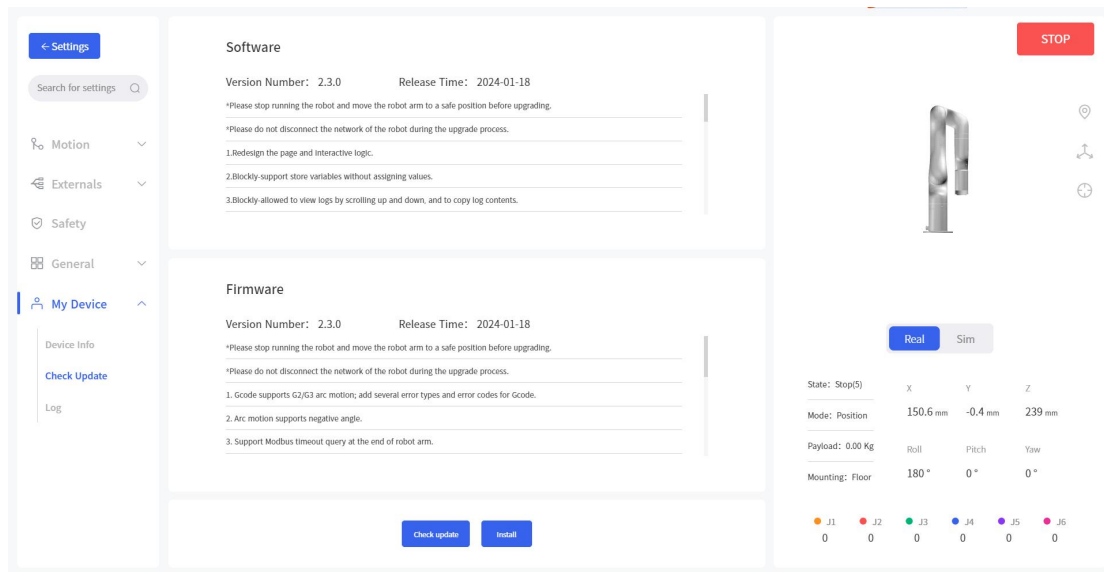 ← Settings
Search for settings
Motion
Externals
Safety
General
My Device
Device Info
Check Update
Log
Software
Version Number: 2.3.0 Release Time: 2024-01-18
*Please stop running the robot and move the robot arm to a safe position before upgrading.
*Please do not disconnect the network of the robot during the upgrade process.
1.Redesign the page and interactive logic.
2.Blockly-support store variables without assigning values.
3.Blockly-allowed to view logs by scrolling up and down, and to copy log contents.
Firmware
Version Number: 2.3.0 Release Time: 2024-01-18
*Please stop running the robot and move the robot arm to a safe position before upgrading.
*Please do not disconnect the network of the robot during the upgrade process.
1. Gcode supports G2/G3 arc motion; add several error types and error codes for Gcode.
2. Arc motion supports negative angle.
3. Support Modbus timeout query at the end of robot arm.
Check update Install
STOP
Real Sim
State: Stop(5)
Mode: Position
Payload: 0.00 Kg
Mounting: Floor
X Y Z
150.6 mm -0.4 mm 239 mm
Roll Pitch Yaw
180 ° 0 ° 0 °
J1 J2 J3 J4 J5 J6
0 0 0 0 0 0